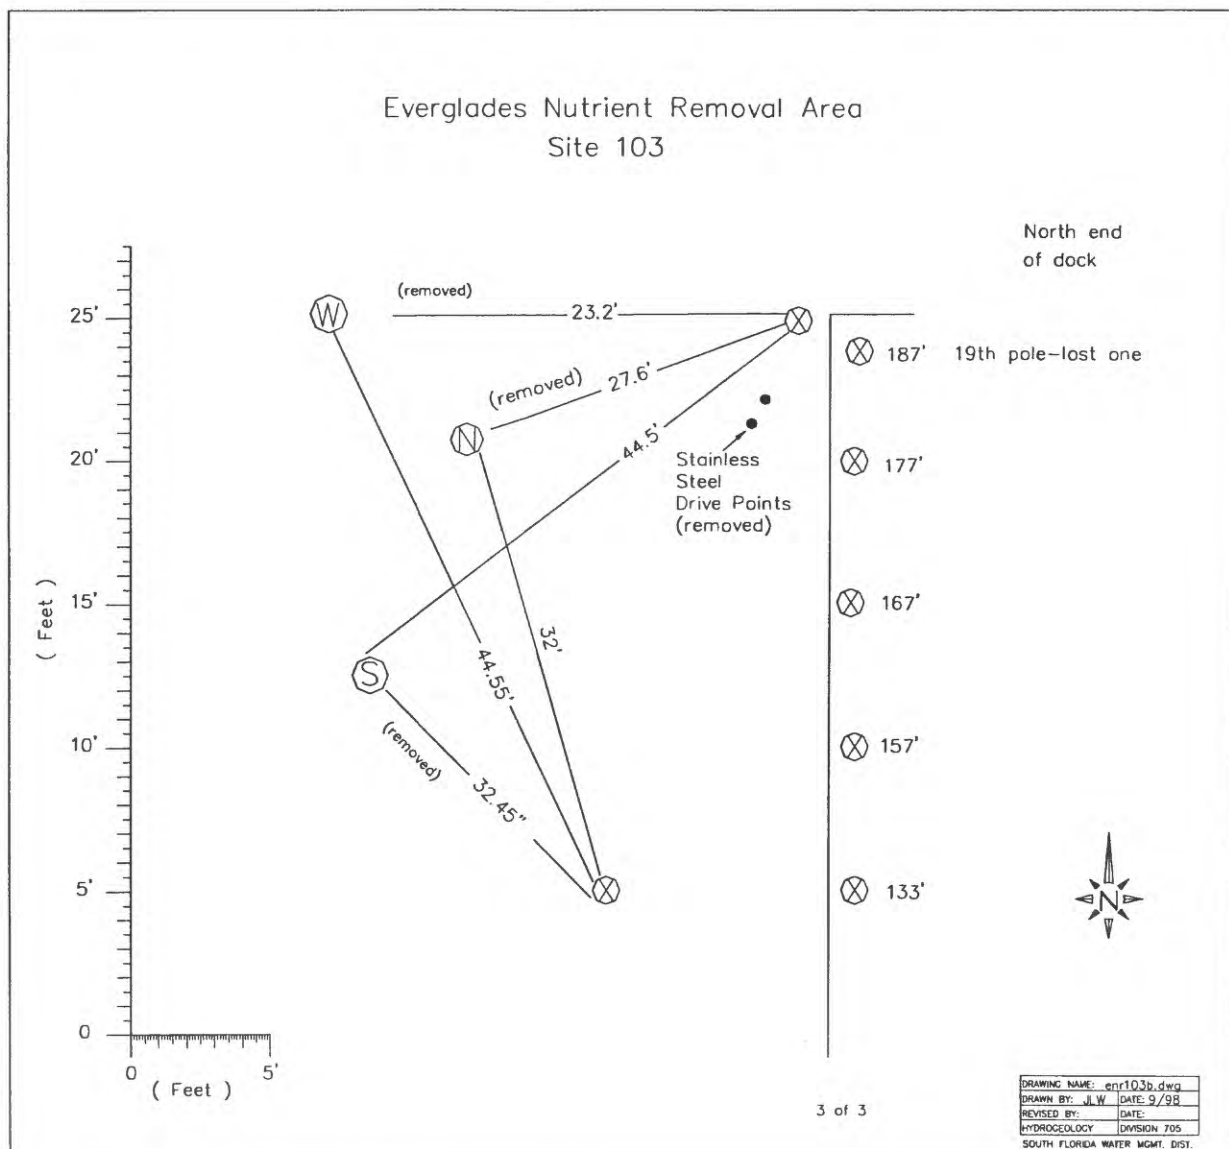 Everglades Nutrient Removal Area
Site 103
North end
of dock
(removed)
W
25'
23.2'
X
X
187'
19th pole-lost one
(removed)
27.6'
N
44.5'
20'
Stainless
Steel
Drive Points
(removed)
X
177'
15'
X
167'
( Feet )
32'
S
44.55'
(removed)
32.45"
10'
X
157'
5'
X
X
133'
N
0
0
5'
( Feet )
3 of 3
DRAWING NAME: enr103b.dwg
DRAWN BY: JLW DATE: 9/98
REVISED BY: DATE:
HYDROGEOLOGY DIVISION 705
SOUTH FLORIDA WATER MGMT. DIST.